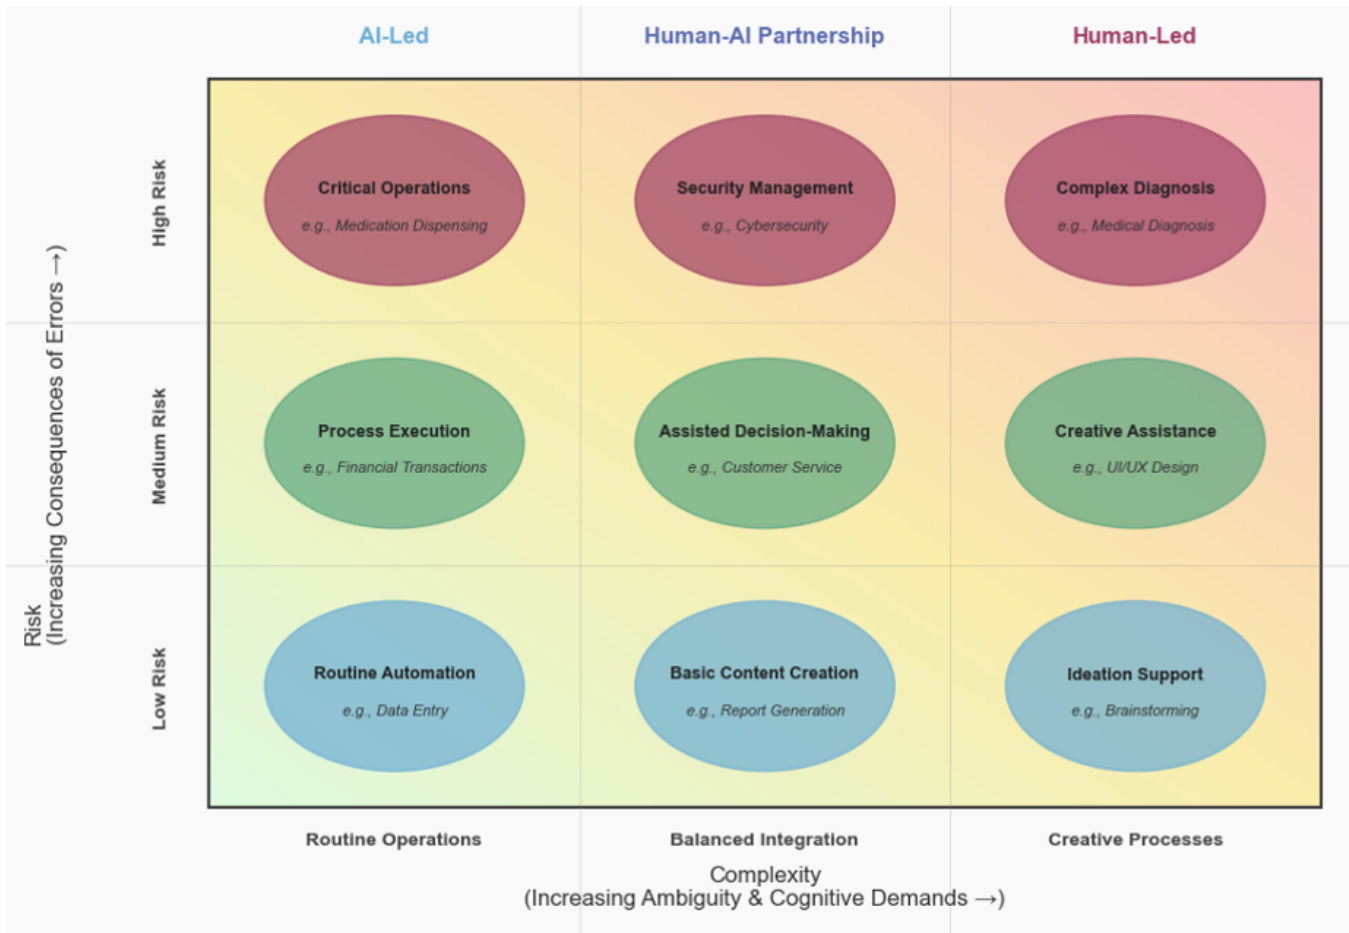 AI-Led
Human-AI Partnership
Human-Led
Risk
(Increasing Consequences of Errors →)
High Risk
Critical Operations
e.g., Medication Dispensing
Security Management
e.g., Cybersecurity
Complex Diagnosis
e.g., Medical Diagnosis
Medium Risk
Process Execution
e.g., Financial Transactions
Assisted Decision-Making
e.g., Customer Service
Creative Assistance
e.g., UI/UX Design
Low Risk
Routine Automation
e.g., Data Entry
Basic Content Creation
e.g., Report Generation
Ideation Support
e.g., Brainstorming
Routine Operations
Balanced Integration
Creative Processes
Complexity
(Increasing Ambiguity & Cognitive Demands →)